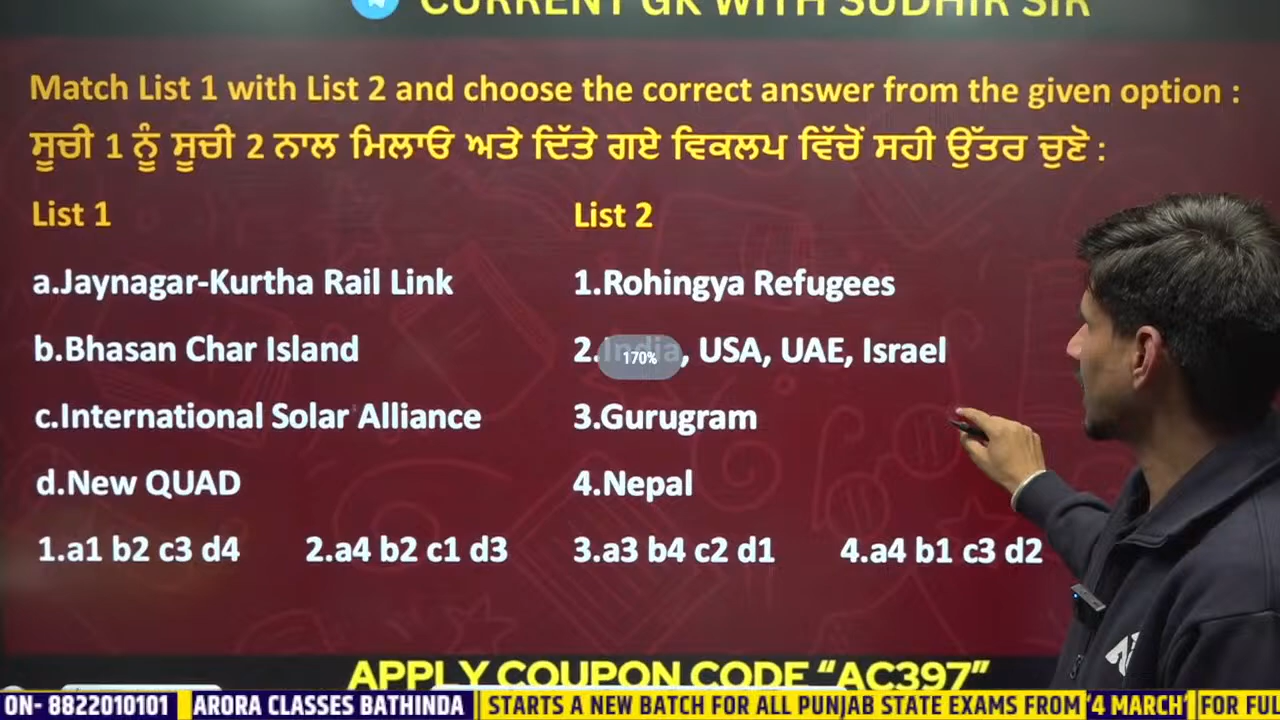 CURRENT GK WITH SUDHIR SIR
Match List 1 with List 2 and choose the correct answer from the given option :
ਸੂਚੀ 1 ਨੂੰ ਸੂਚੀ 2 ਨਾਲ ਮਿਲਾਓ ਅਤੇ ਦਿੱਤੇ ਗਏ ਵਿਕਲਪ ਵਿੱਚੋਂ ਸਹੀ ਉੱਤਰ ਚੁਣੋ :
List 1 List 2
a.Jaynagar-Kurtha Rail Link 1.Rohingya Refugees
b.Bhasan Char Island 2.India, USA, UAE, Israel
170%
c.International Solar Alliance 3.Gurugram
d.New QUAD 4.Nepal
1.a1 b2 c3 d4 2.a4 b2 c1 d3 3.a3 b4 c2 d1 4.a4 b1 c3 d2
APPLY COUPON CODE “AC397”
ON- 8822010101 ARORA CLASSES BATHINDA STARTS A NEW BATCH FOR ALL PUNJAB STATE EXAMS FROM ‘4 MARCH’ FOR FUL